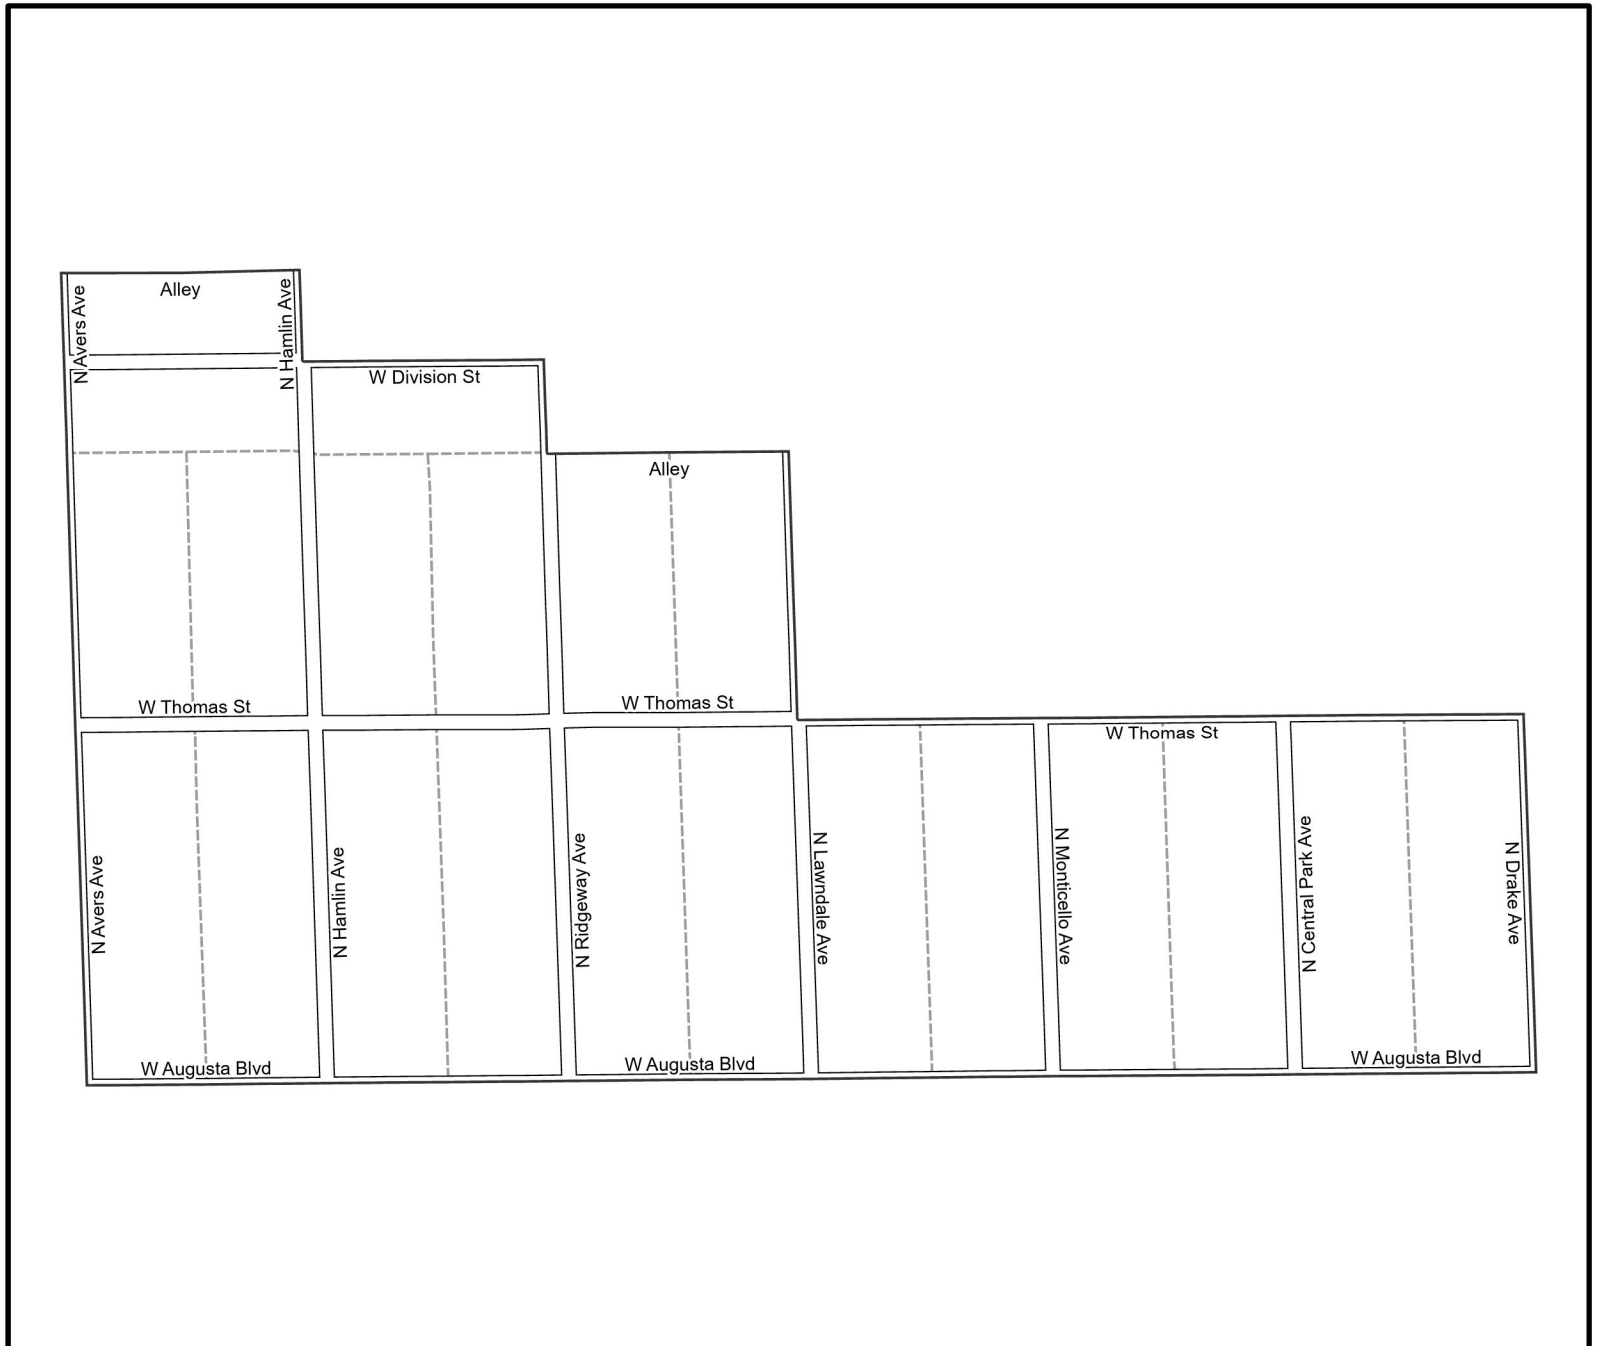 Alley
N Avers Ave
N Hamlin Ave
W Division St
Alley
W Thomas St
W Thomas St
W Thomas St
N Avers Ave
N Hamlin Ave
N Ridgeway Ave
N Lawndale Ave
N Monticello Ave
N Central Park Ave
N Drake Ave
W Augusta Blvd
W Augusta Blvd
W Augusta Blvd